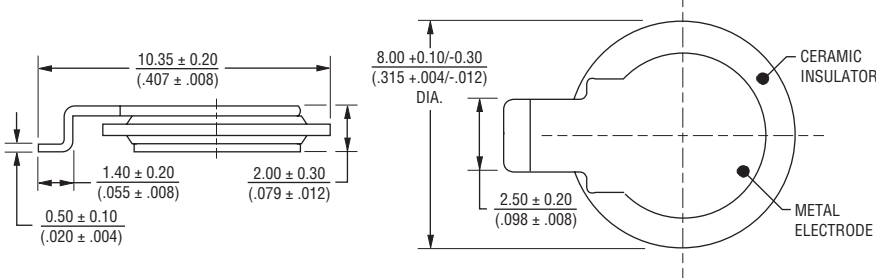 10.35 ± 0.20
(.407 ± .008)
8.00 +0.10/-0.30
(.315 +.004/-.012)
DIA.
CERAMIC
INSULATOR
1.40 ± 0.20
(.055 ± .008)
2.00 ± 0.30
(.079 ± .012)
0.50 ± 0.10
(.020 ± .004)
2.50 ± 0.20
(.098 ± .008)
METAL
ELECTRODE